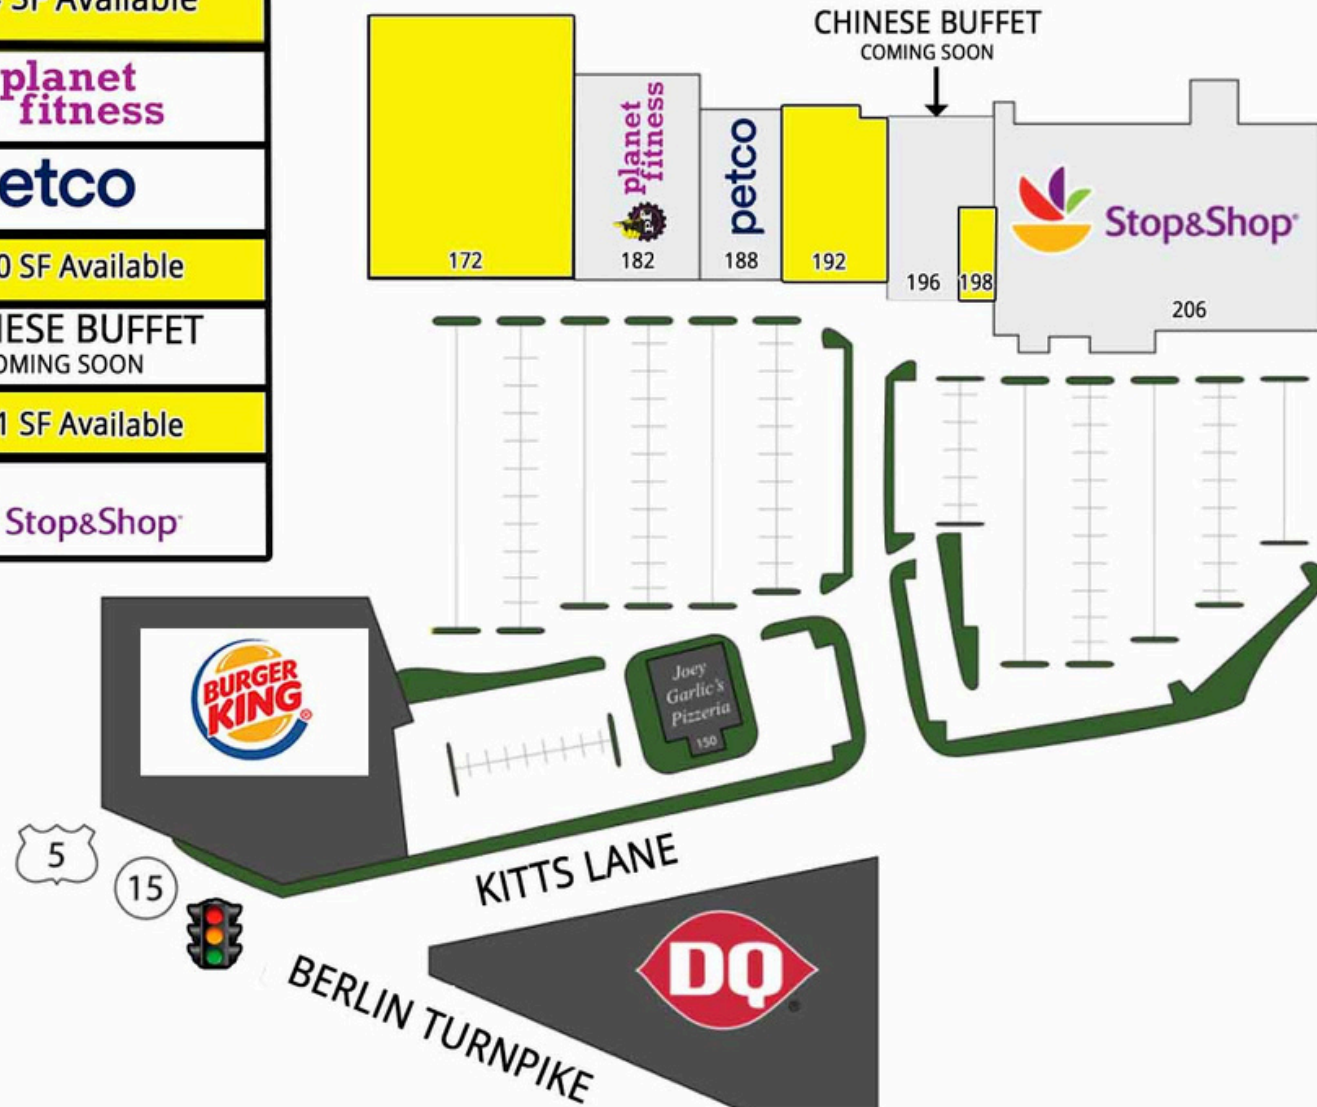 SF Available
planet
fitness
etco
0 SF Available
ESE BUFFET
OMING SOON
1 SF Available
Stop&Shop
CHINESE BUFFET
COMING SOON
172
planet
fitness
PF
182
petco
188
192
196
198
Stop&Shop
206
BURGER
KING®
Joey
Garlic's
Pizzeria
150
5
15
KITTS LANE
BERLIN TURNPIKE
DQ®